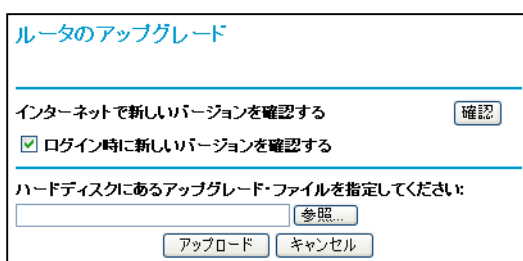 ルータのアップグレード
インターネットで新しいバージョンを確認する 確認
ログイン時に新しいバージョンを確認する
ハードディスクにあるアップグレード・ファイルを指定してください:
参照...
アップロード キャンセル